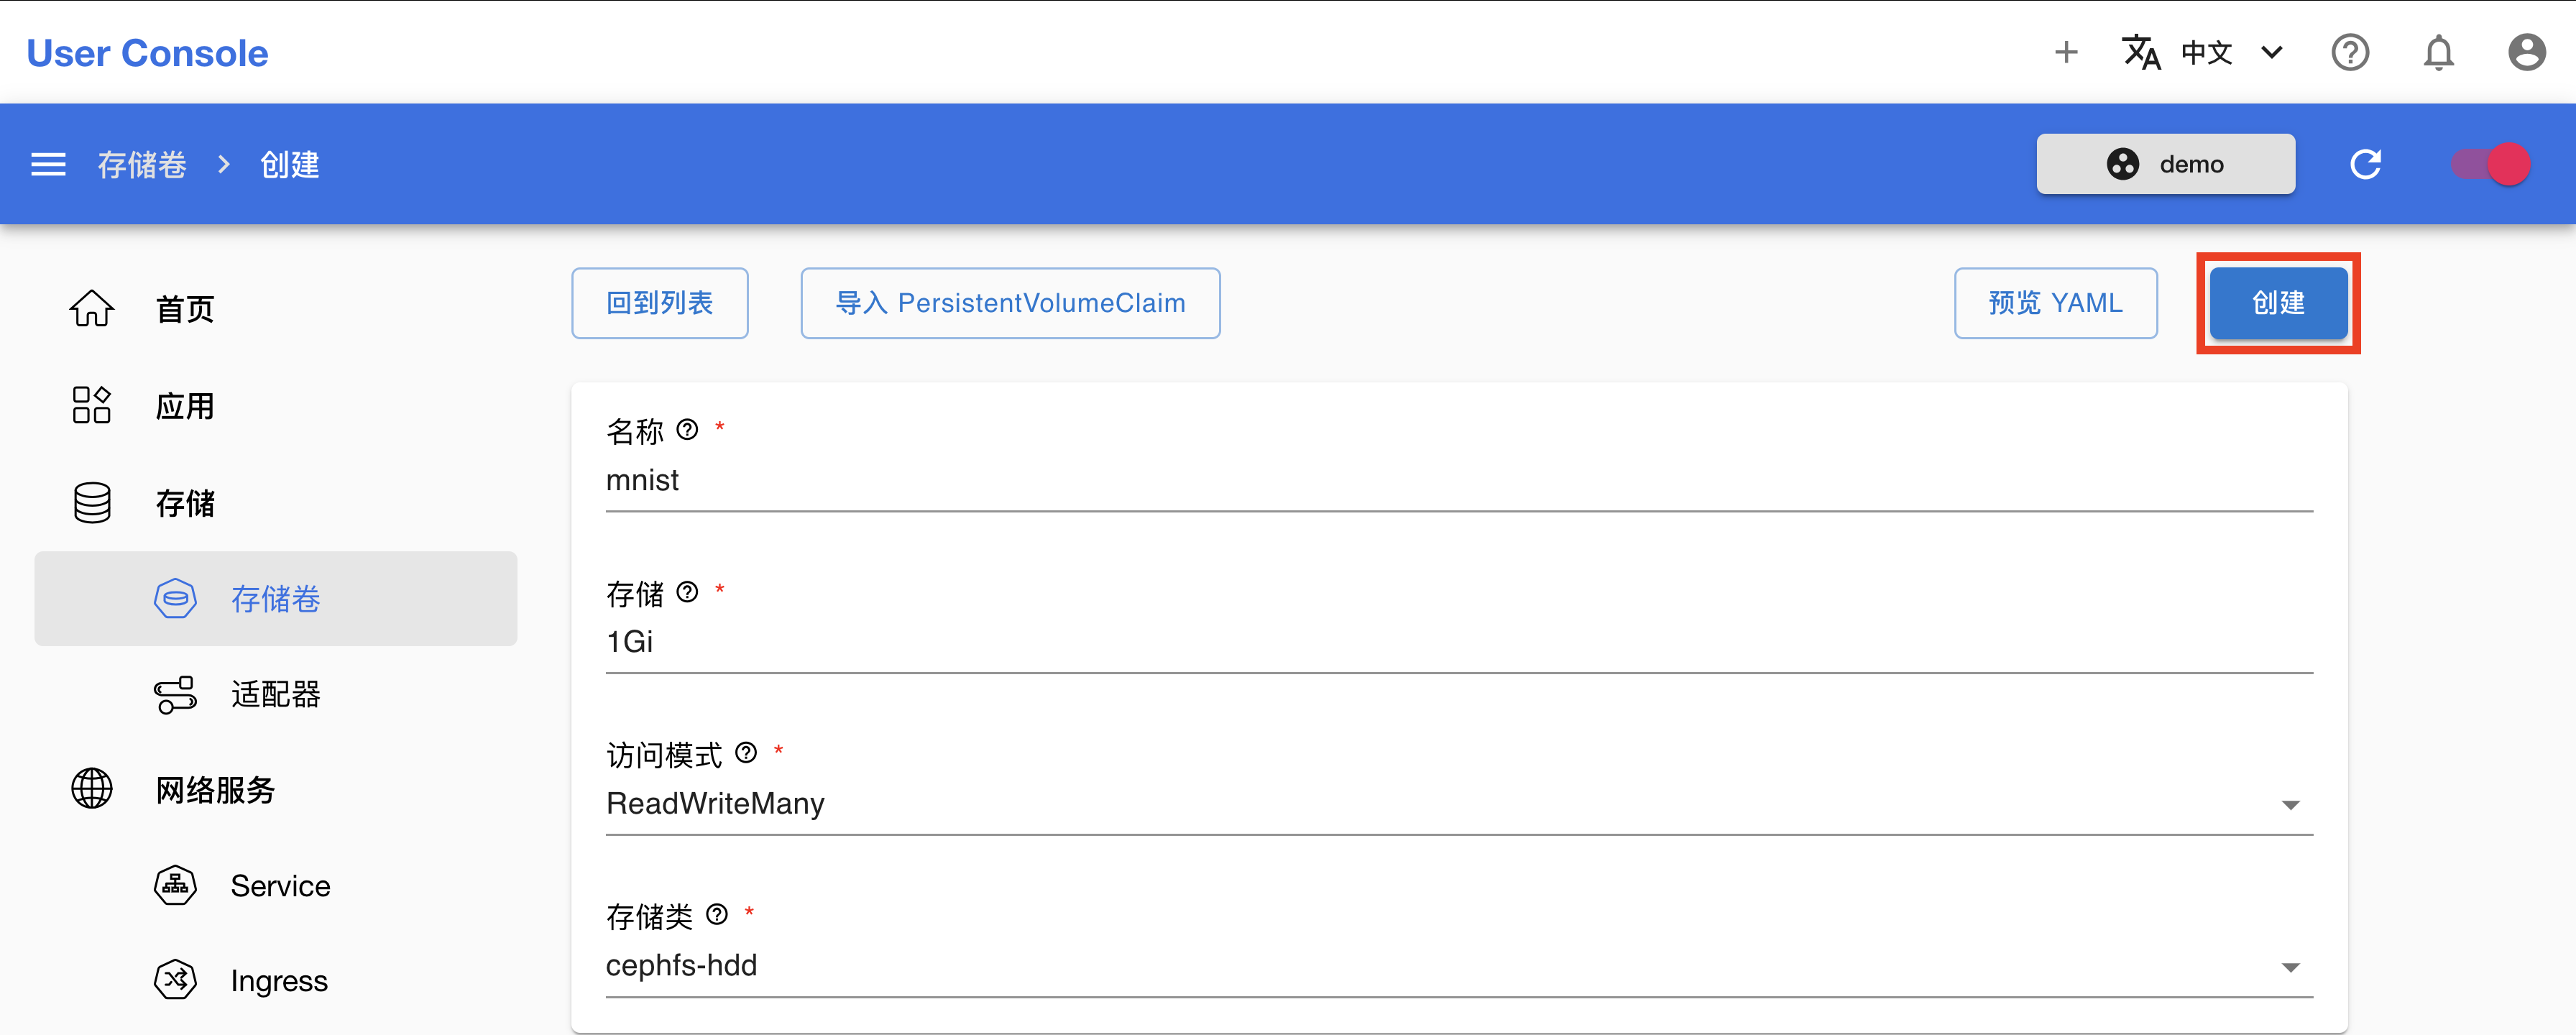 User Console
中文
存储卷 > 创建
demo
首页
应用
存储
存储卷
适配器
网络服务
Service
Ingress
回到列表
导入 PersistentVolumeClaim
预览 YAML
创建
名称 *
mnist
存储 *
1Gi
访问模式 *
ReadWriteMany
存储类 *
cephfs-hdd